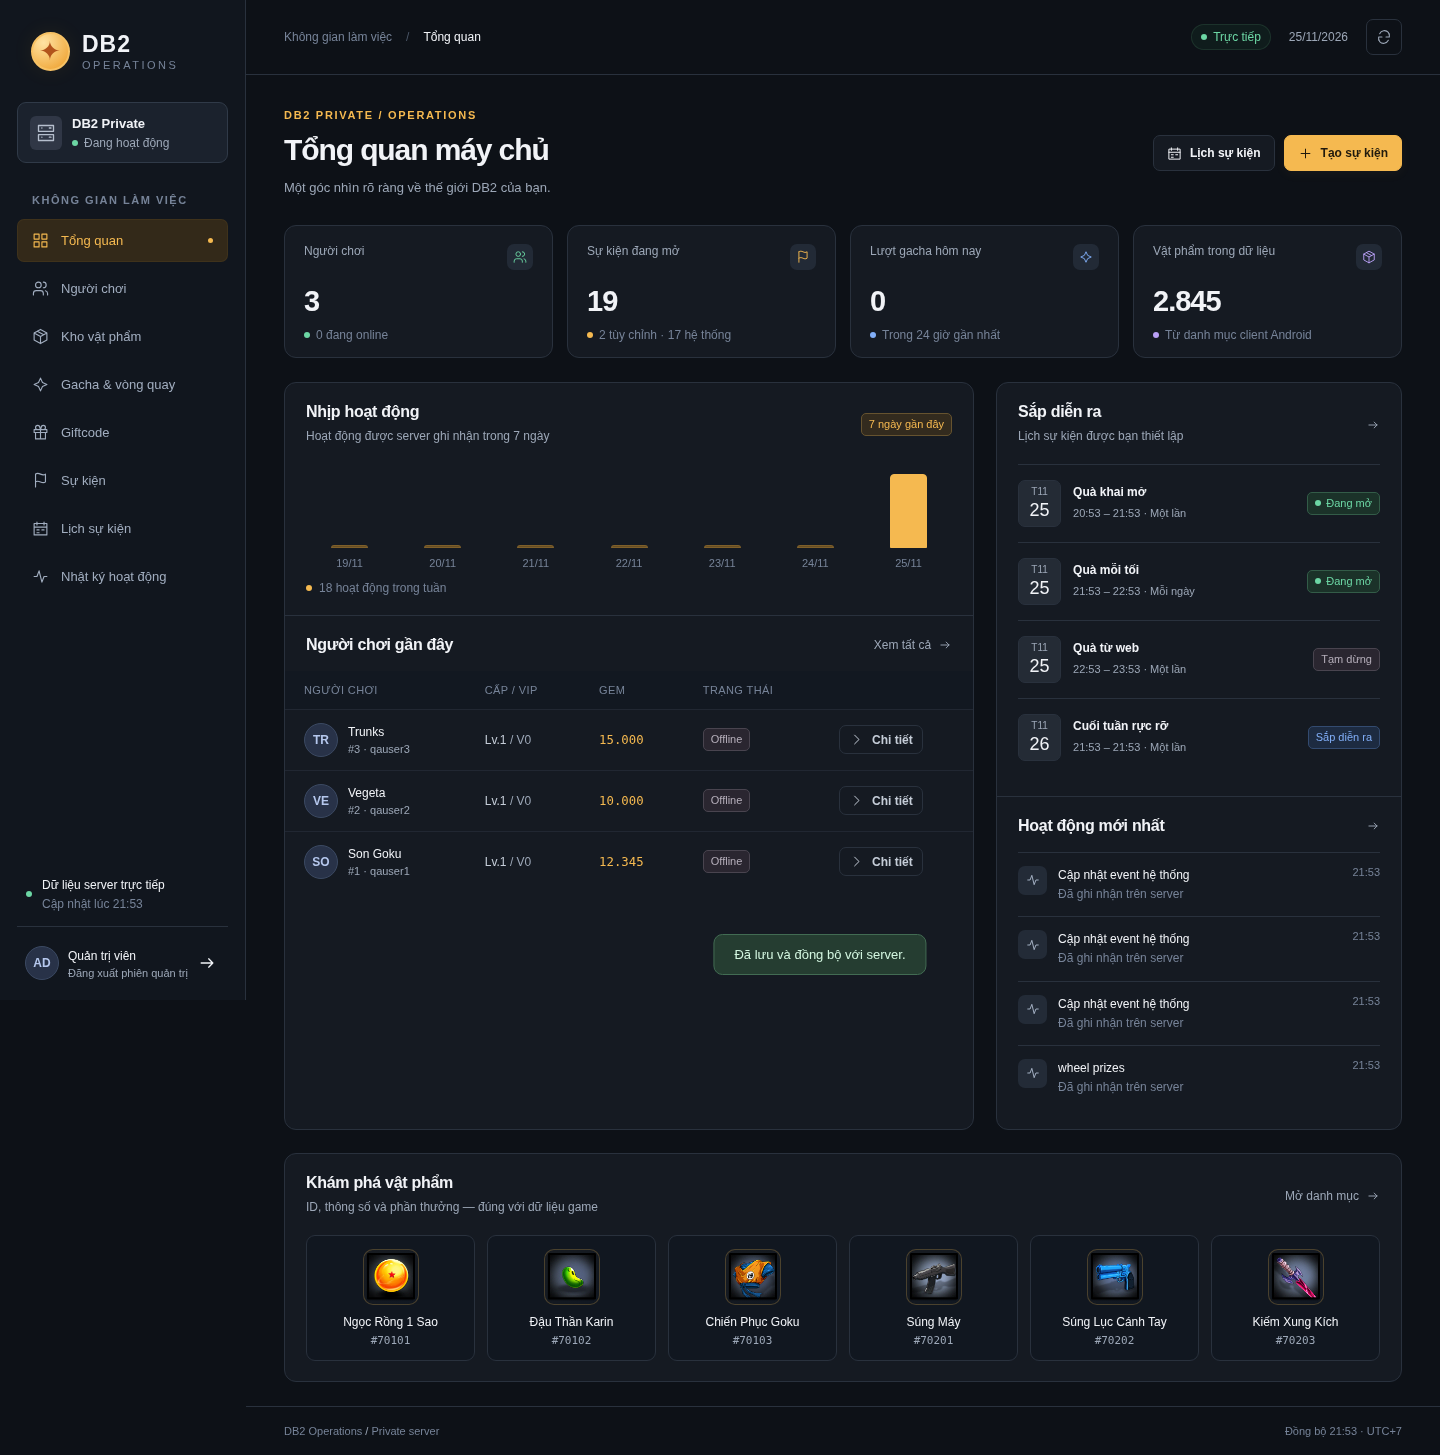 DB2
OPERATIONS
DB2 Private
Đang hoạt động
KHÔNG GIAN LÀM VIỆC
Tổng quan
Người chơi
Kho vật phẩm
Gacha & vòng quay
Giftcode
Sự kiện
Lịch sự kiện
Nhật ký hoạt động
Dữ liệu server trực tiếp
Cập nhật lúc 21:53
AD
Quản trị viên
Đăng xuất phiên quản trị
Không gian làm việc / Tổng quan
Trực tiếp
25/11/2026
DB2 PRIVATE / OPERATIONS
Tổng quan máy chủ
Một góc nhìn rõ ràng về thế giới DB2 của bạn.
Lịch sự kiện
Tạo sự kiện
Người chơi
3
0 đang online
Sự kiện đang mở
19
2 tùy chỉnh · 17 hệ thống
Lượt gacha hôm nay
0
Trong 24 giờ gần nhất
Vật phẩm trong dữ liệu
2.845
Từ danh mục client Android
Nhịp hoạt động
Hoạt động được server ghi nhận trong 7 ngày
7 ngày gần đây
19/11 20/11 21/11 22/11 23/11 24/11 25/11
18 hoạt động trong tuần
Người chơi gần đây
Xem tất cả
NGƯỜI CHƠI CẤP / VIP GEM TRẠNG THÁI
TR
Trunks
#3 · qauser3
Lv.1 / V0
15.000
Offline
Chi tiết
VE
Vegeta
#2 · qauser2
Lv.1 / V0
10.000
Offline
Chi tiết
SO
Son Goku
#1 · qauser1
Lv.1 / V0
12.345
Offline
Chi tiết
Đã lưu và đồng bộ với server.
Sắp diễn ra
Lịch sự kiện được bạn thiết lập
T11
25
Quà khai mở
20:53 – 21:53 · Một lần
Đang mở
T11
25
Quà mỗi tối
21:53 – 22:53 · Mỗi ngày
Đang mở
T11
25
Quà từ web
22:53 – 23:53 · Một lần
Tạm dừng
T11
26
Cuối tuần rực rỡ
21:53 – 21:53 · Một lần
Sắp diễn ra
Hoạt động mới nhất
Cập nhật event hệ thống
Đã ghi nhận trên server
21:53
Cập nhật event hệ thống
Đã ghi nhận trên server
21:53
Cập nhật event hệ thống
Đã ghi nhận trên server
21:53
wheel prizes
Đã ghi nhận trên server
21:53
Khám phá vật phẩm
ID, thông số và phần thưởng — đúng với dữ liệu game
Mở danh mục
Ngọc Rồng 1 Sao
#70101
Đậu Thần Karin
#70102
Chiến Phục Goku
#70103
Súng Máy
#70201
Súng Lục Cánh Tay
#70202
Kiếm Xung Kích
#70203
DB2 Operations / Private server
Đồng bộ 21:53 · UTC+7